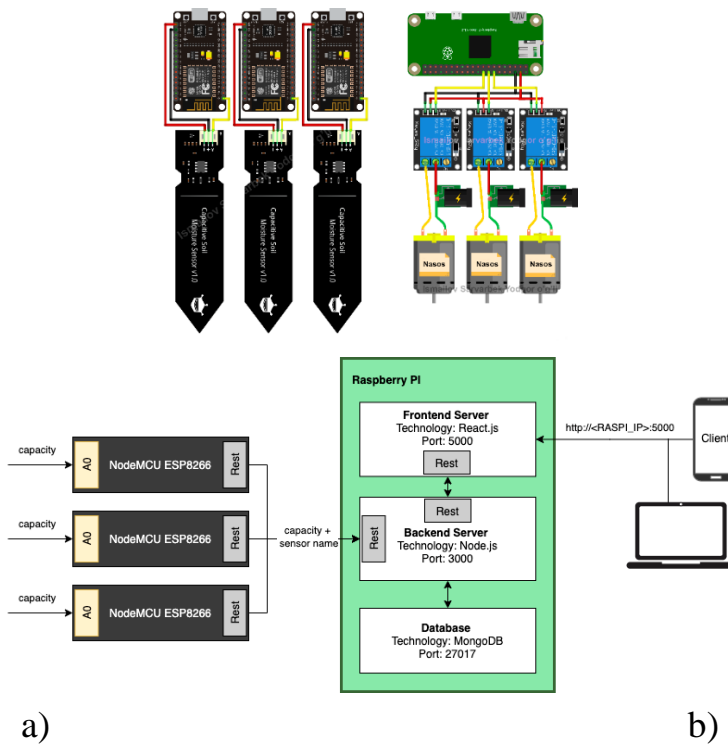 Capacitive Soil
Moisture Sensor v1.0
Capacitive Soil
Moisture Sensor v1.0
Capacitive Soil
Moisture Sensor v1.0
Nasos
Nasos
Nasos
Raspberry PI
Frontend Server
Technology: React.js
Port: 5000
Rest
http://<RASPI_IP>:5000
Client
capacity
A0
NodeMCU ESP8266
Rest
capacity
A0
NodeMCU ESP8266
Rest
capacity
A0
NodeMCU ESP8266
Rest
capacity +
sensor name
Rest
Rest
Backend Server
Technology: Node.js
Port: 3000
Database
Technology: MongoDB
Port: 27017
a)
b)